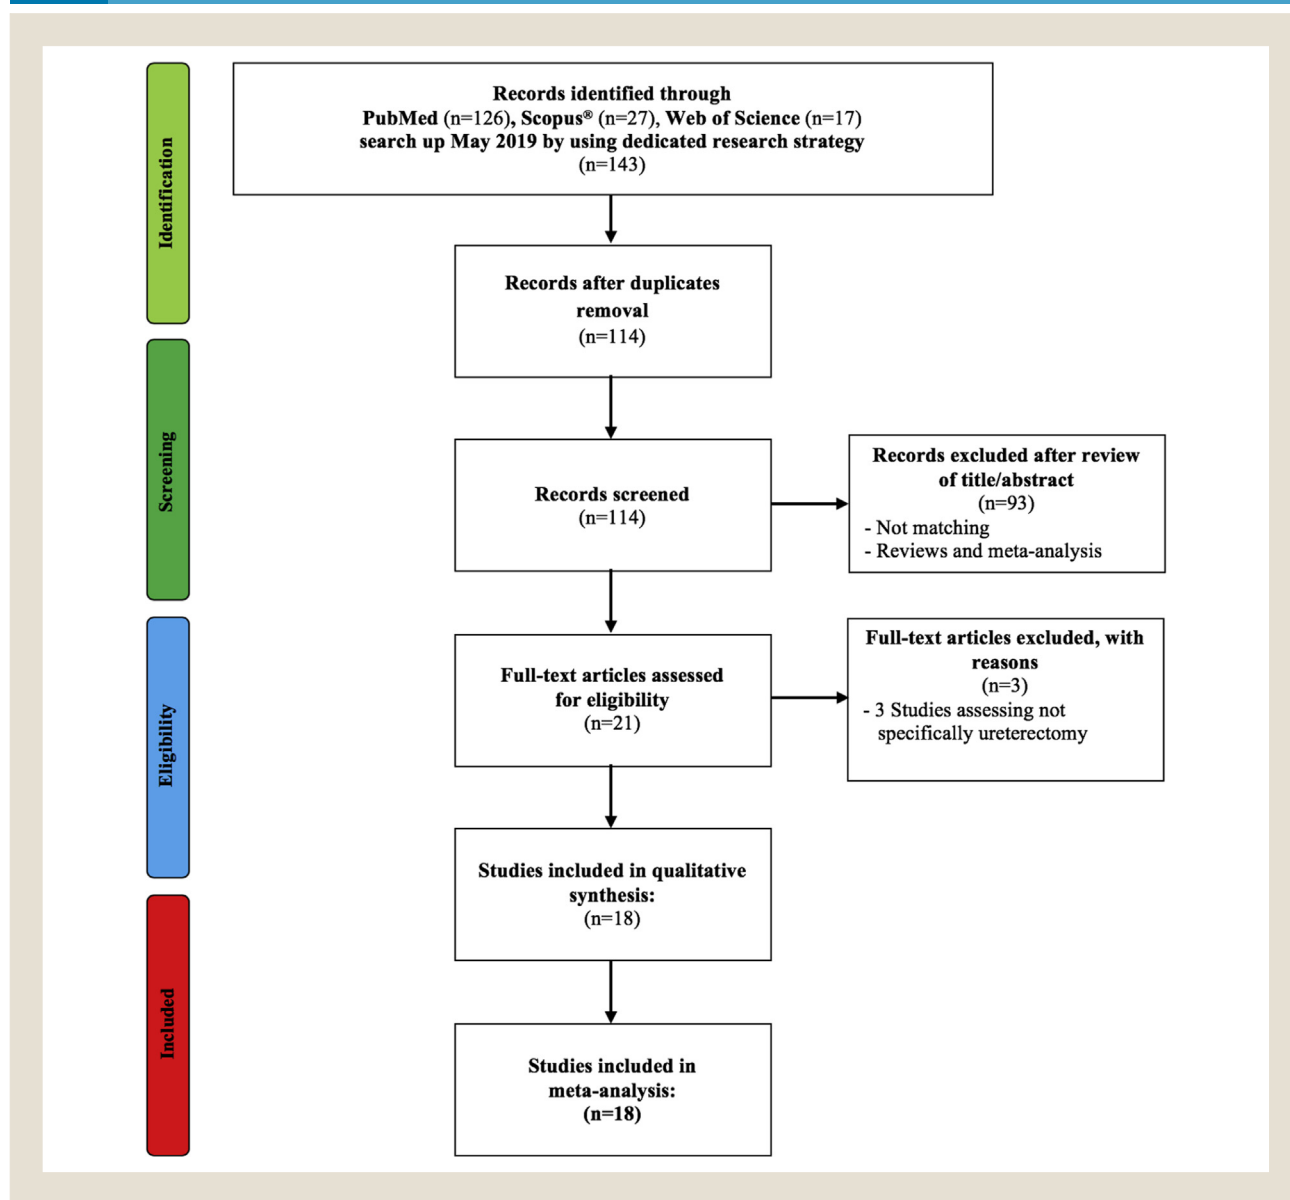 Identification
Records identified through
PubMed (n=126), Scopus® (n=27), Web of Science (n=17)
search up May 2019 by using dedicated research strategy
(n=143)
Records after duplicates
removal
(n=114)
Screening
Records screened
(n=114)
Records excluded after review
of title/abstract
(n=93)
- Not matching
- Reviews and meta-analysis
Eligibility
Full-text articles assessed
for eligibility
(n=21)
Full-text articles excluded, with
reasons
(n=3)
- 3 Studies assessing not
specifically ureterectomy
Studies included in qualitative
synthesis:
(n=18)
Included
Studies included in
meta-analysis:
(n=18)